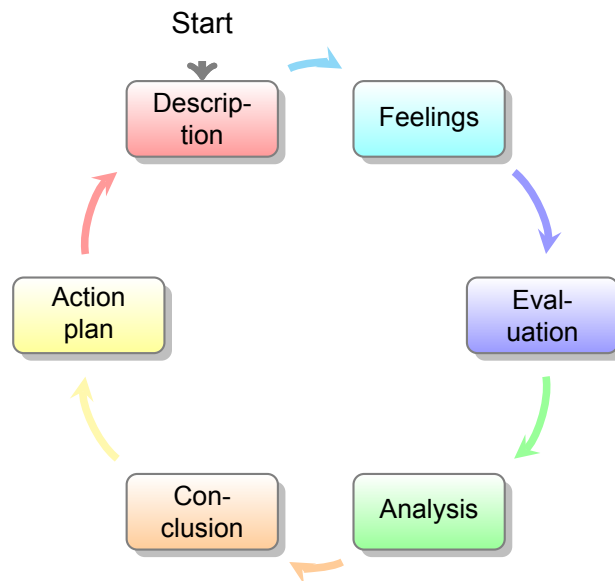 Start
Descrip-
tion
Feelings
Eval-
uation
Analysis
Con-
clusion
Action
plan